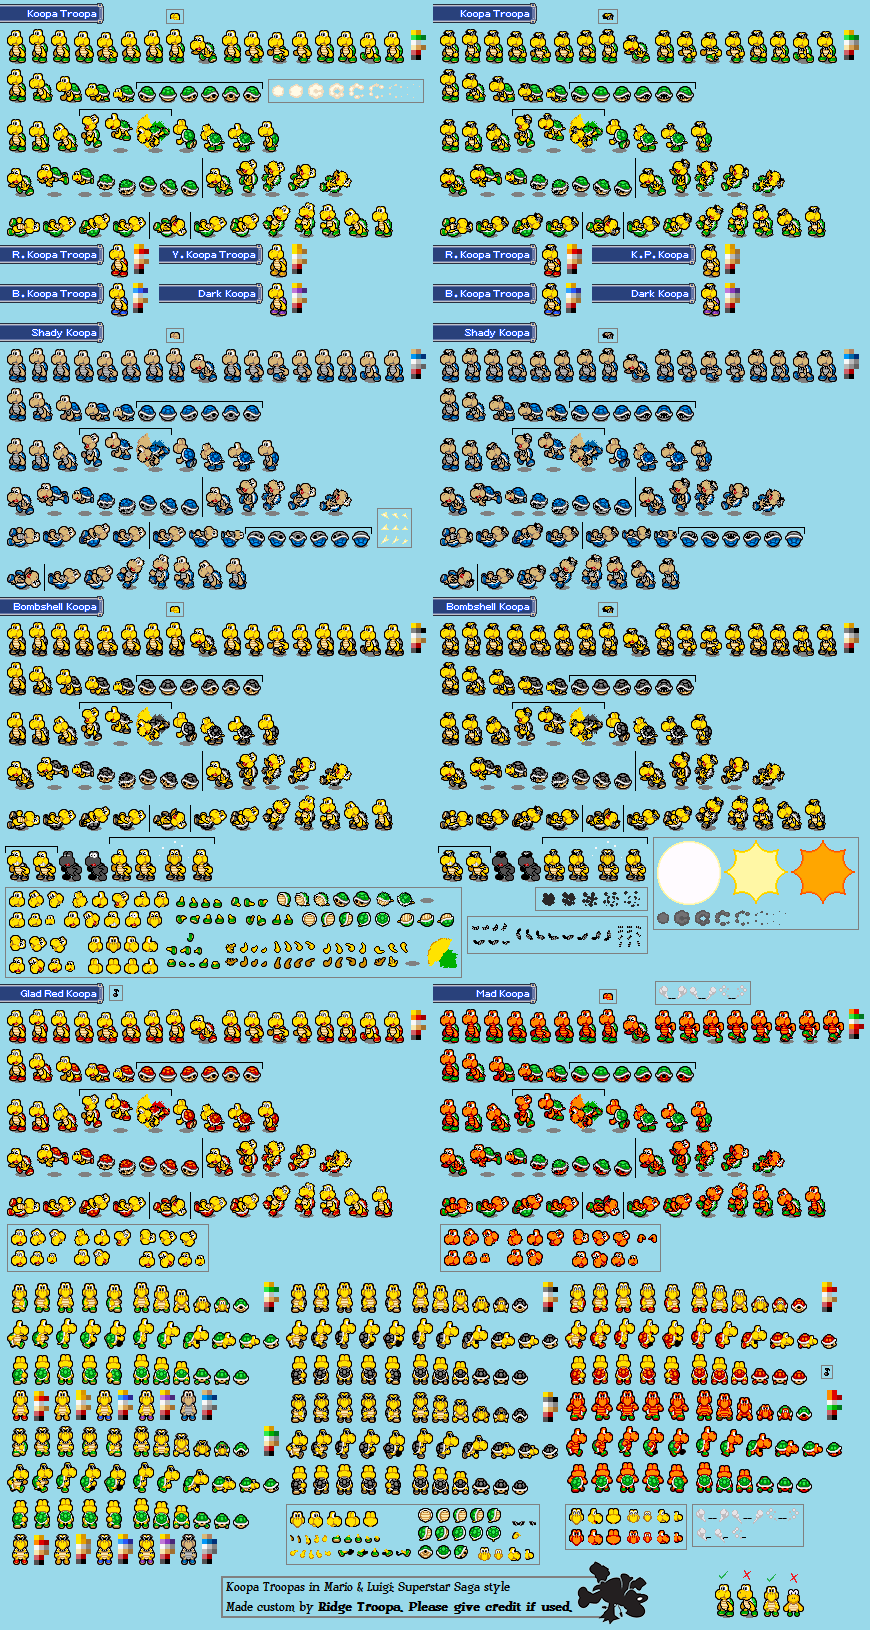 Koopa Troopa
Koopa Troopa
R. Koopa Troopa
Y. Koopa Troopa
R. Koopa Troopa
K.P. Koopa
B. Koopa Troopa
Dark Koopa
B. Koopa Troopa
Dark Koopa
Shady Koopa
Shady Koopa
Bombshell Koopa
Bombshell Koopa
Glad Red Koopa
Mad Koopa
Koopa Troopas in Mario & Luigi: Superstar Saga style
Made custom by Ridge Troopa. Please give credit if used.